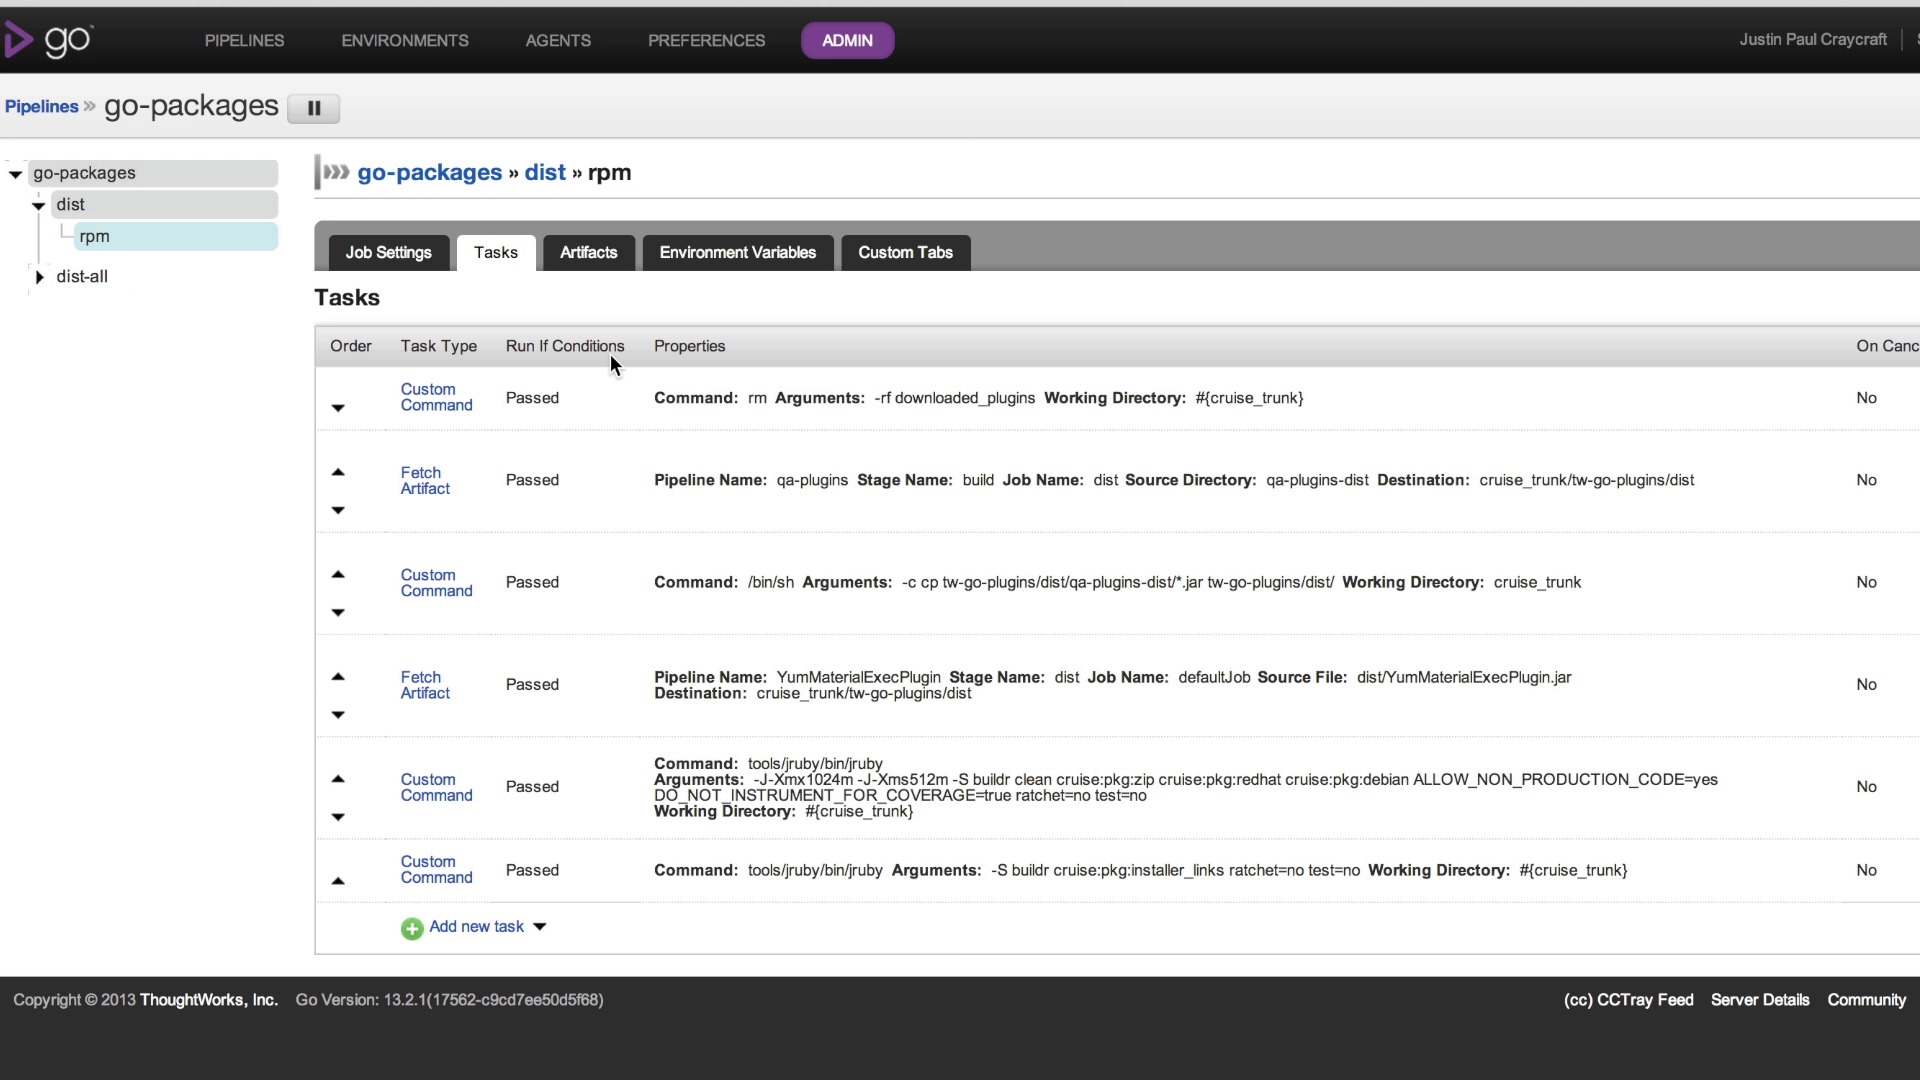 go™ PIPELINES ENVIRONMENTS AGENTS PREFERENCES ADMIN Justin Paul Craycraft
Pipelines » go-packages
go-packages
dist
rpm
dist-all
go-packages » dist » rpm
Job Settings Tasks Artifacts Environment Variables Custom Tabs
Tasks
Order Task Type Run If Conditions Properties On Canc
Custom
Command
Passed
Command: rm Arguments: -rf downloaded_plugins Working Directory: #{cruise_trunk}
No
Fetch
Artifact
Passed
Pipeline Name: qa-plugins Stage Name: build Job Name: dist Source Directory: qa-plugins-dist Destination: cruise_trunk/tw-go-plugins/dist
No
Custom
Command
Passed
Command: /bin/sh Arguments: -c cp tw-go-plugins/dist/qa-plugins-dist/*.jar tw-go-plugins/dist/ Working Directory: cruise_trunk
No
Fetch
Artifact
Passed
Pipeline Name: YumMaterialExecPlugin Stage Name: dist Job Name: defaultJob Source File: dist/YumMaterialExecPlugin.jar
Destination: cruise_trunk/tw-go-plugins/dist
No
Custom
Command
Passed
Command: tools/jruby/bin/jruby
Arguments: -J-Xmx1024m -J-Xms512m -S buildr clean cruise:pkg:zip cruise:pkg:redhat cruise:pkg:debian ALLOW_NON_PRODUCTION_CODE=yes
DO_NOT_INSTRUMENT_FOR_COVERAGE=true ratchet=no test=no
Working Directory: #{cruise_trunk}
No
Custom
Command
Passed
Command: tools/jruby/bin/jruby Arguments: -S buildr cruise:pkg:installer_links ratchet=no test=no Working Directory: #{cruise_trunk}
No
Add new task
Copyright © 2013 ThoughtWorks, Inc. Go Version: 13.2.1(17562-c9cd7ee50d5f68) (cc) CCTray Feed Server Details Community